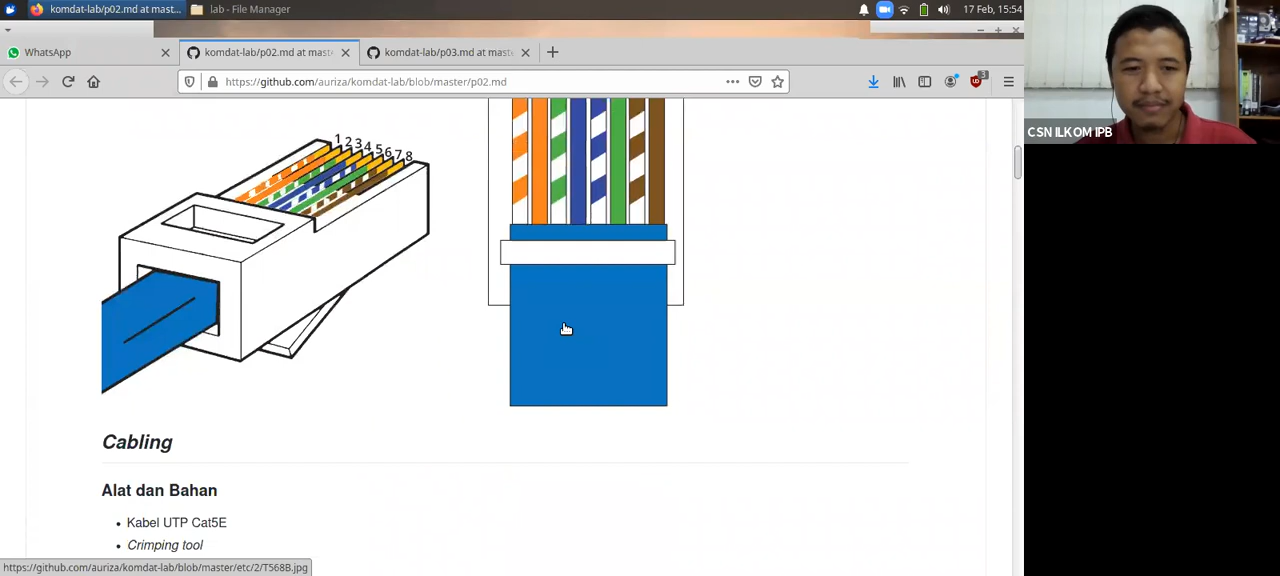 komdat-lab/p02.md at mast...
lab - File Manager
17 Feb, 15:54
WhatsApp
komdat-lab/p02.md at mast
komdat-lab/p03.md at mast
https://github.com/auriza/komdat-lab/blob/master/p02.md
3
1 2 3 4 5 6 7 8
CSN ILKOM IPB
Cabling
Alat dan Bahan
• Kabel UTP Cat5E
• Crimping tool
https://github.com/auriza/komdat-lab/blob/master/etc/2/T568B.jpg